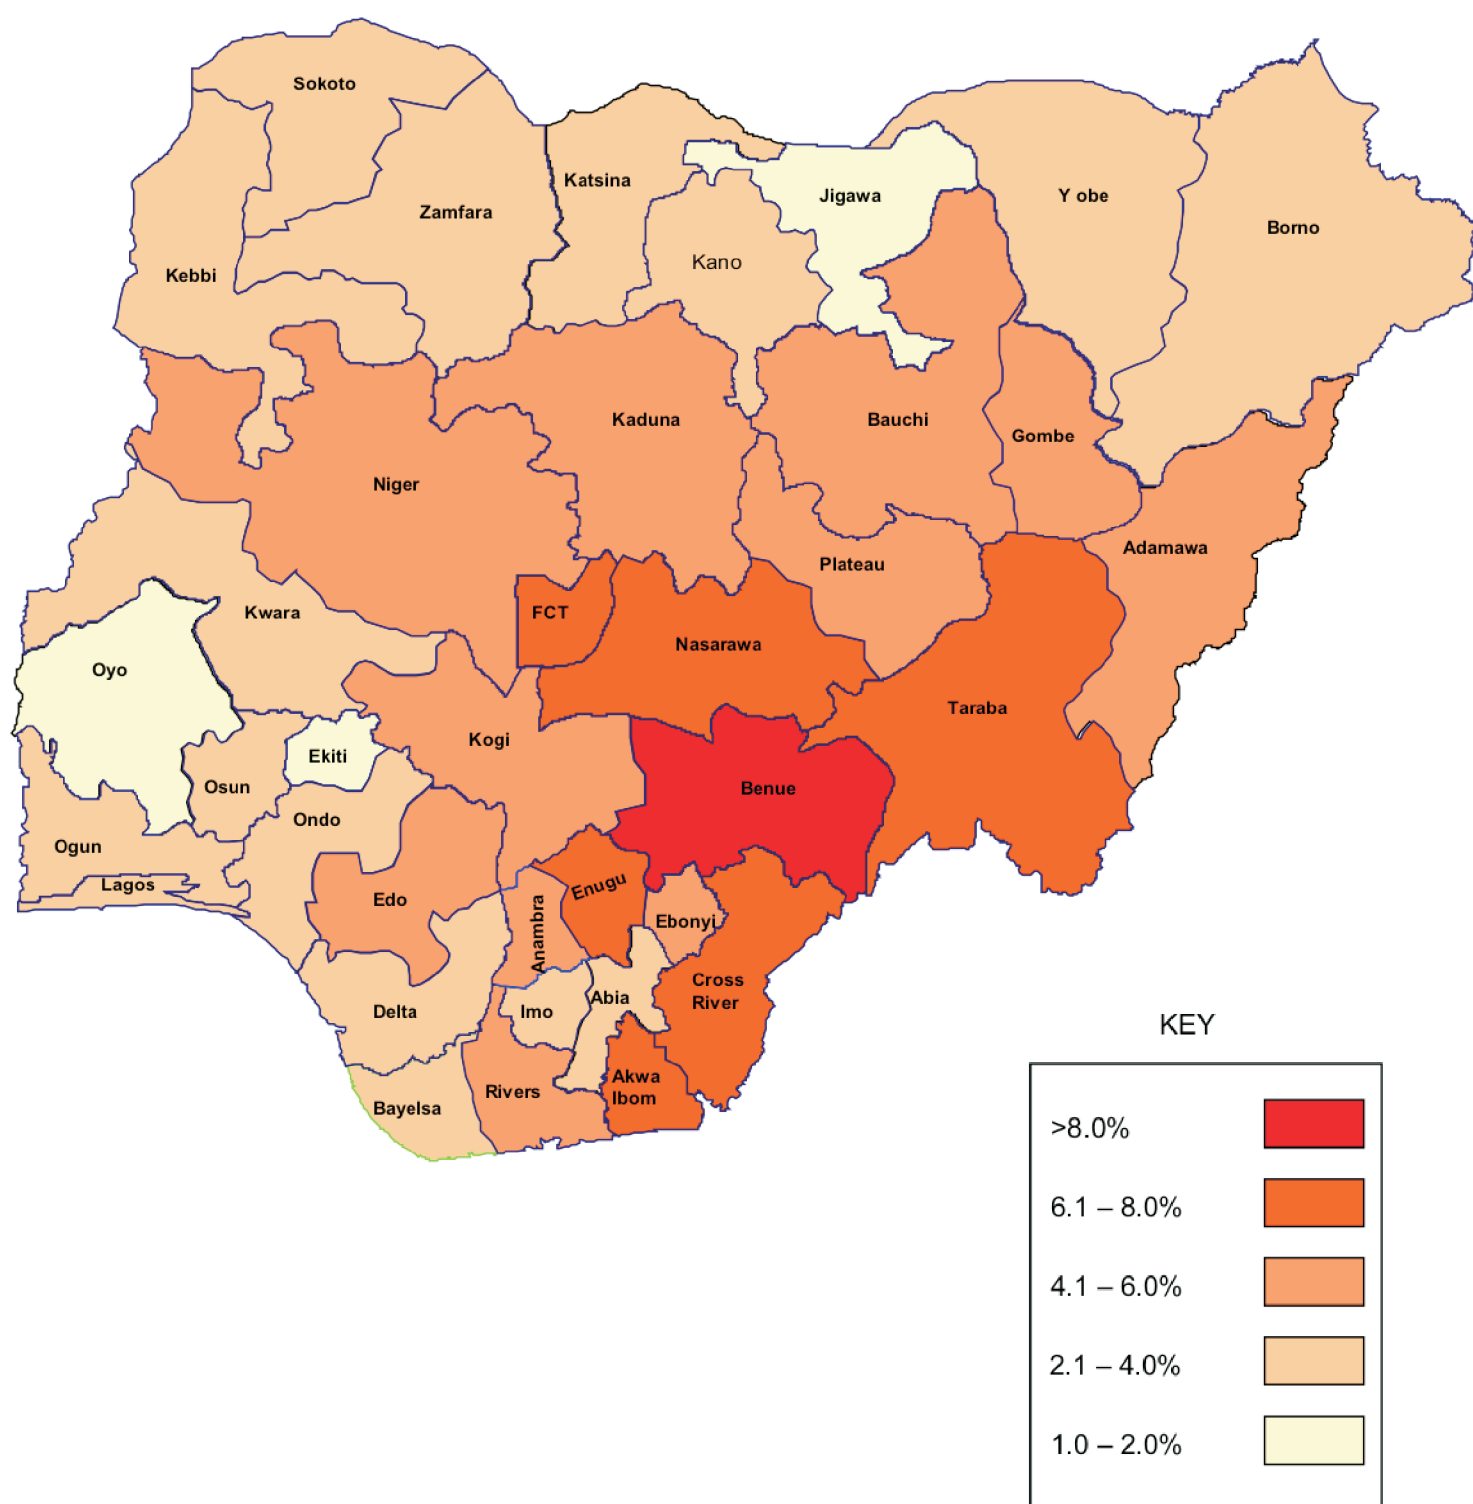 Sokoto
Katsina
Zamfara
Jigawa
Y obe
Borno
Kebbi
Kano
Kaduna
Bauchi
Gombe
Niger
Adamawa
Plateau
FCT
Kwara
Nasarawa
Oyo
Taraba
Kogi
Ekiti
Osun
Benue
Ondo
Ogun
Lagos
Edo
Enugu
Anambra
Ebonyi
Cross
River
Delta
Imo
Abia
Rivers
Akwa
Ibom
Bayelsa
KEY
>8.0%
6.1 – 8.0%
4.1 – 6.0%
2.1 – 4.0%
1.0 – 2.0%